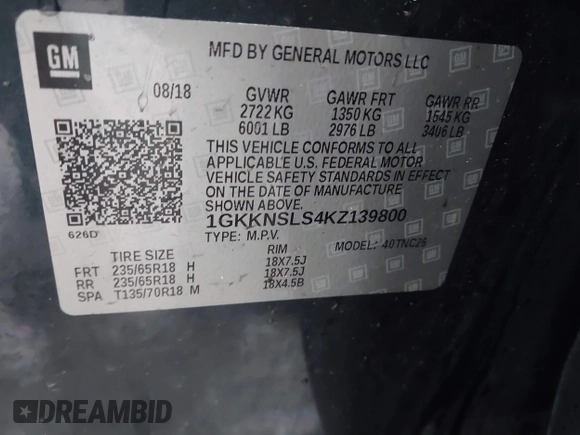 GM
MFD BY GENERAL MOTORS LLC
08/18
GVWR GAWR FRT GAWR RR
2722 KG 1350 KG 1545 KG
6001 LB 2976 LB 3406 LB
THIS VEHICLE CONFORMS TO ALL
APPLICABLE U.S. FEDERAL MOTOR
VEHICLE SAFETY STANDARDS IN EFFECT
ON THE DATE OF MANUFACTURE
SHOWN ABOVE.
1GKKNSLS4KZ139800
626D
TYPE: M.P.V. MODEL: 40TNC26
TIRE SIZE RIM
FRT 235/65R18 H 18X7.5J
RR 235/65R18 H 18X7.5J
SPA T135/70R18 M 18X4.5B
DREAMBID